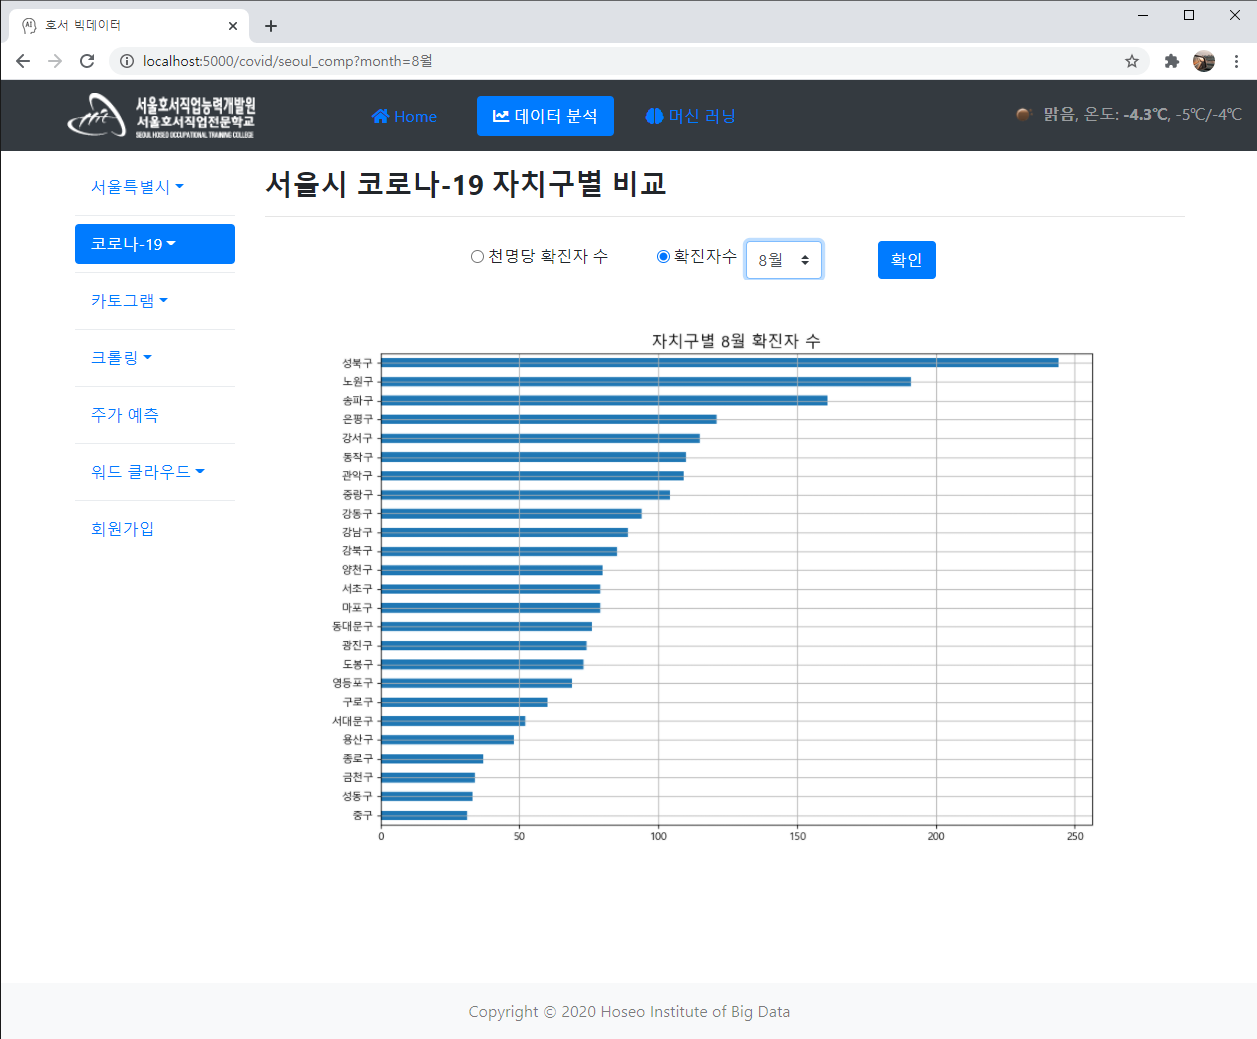 호서 빅데이터
localhost:5000/covid/seoul_comp?month=8월
서울호서직업능력개발원
서울호서직업전문학교
SEOUL HOSEO OCCUPATIONAL TRAINING COLLEGE
Home
데이터 분석
머신 러닝
맑음, 온도: -4.3℃, -5℃/-4℃
서울특별시
코로나-19
카토그램
크롤링
주가 예측
워드 클라우드
회원가입
서울시 코로나-19 자치구별 비교
천명당 확진자 수
확진자수
8월
확인
자치구별 8월 확진자 수
성북구
노원구
송파구
은평구
강서구
동작구
관악구
중랑구
강동구
강남구
강북구
양천구
서초구
마포구
동대문구
광진구
도봉구
영등포구
구로구
서대문구
용산구
종로구
금천구
성동구
중구
0 50 100 150 200 250
Copyright © 2020 Hoseo Institute of Big Data